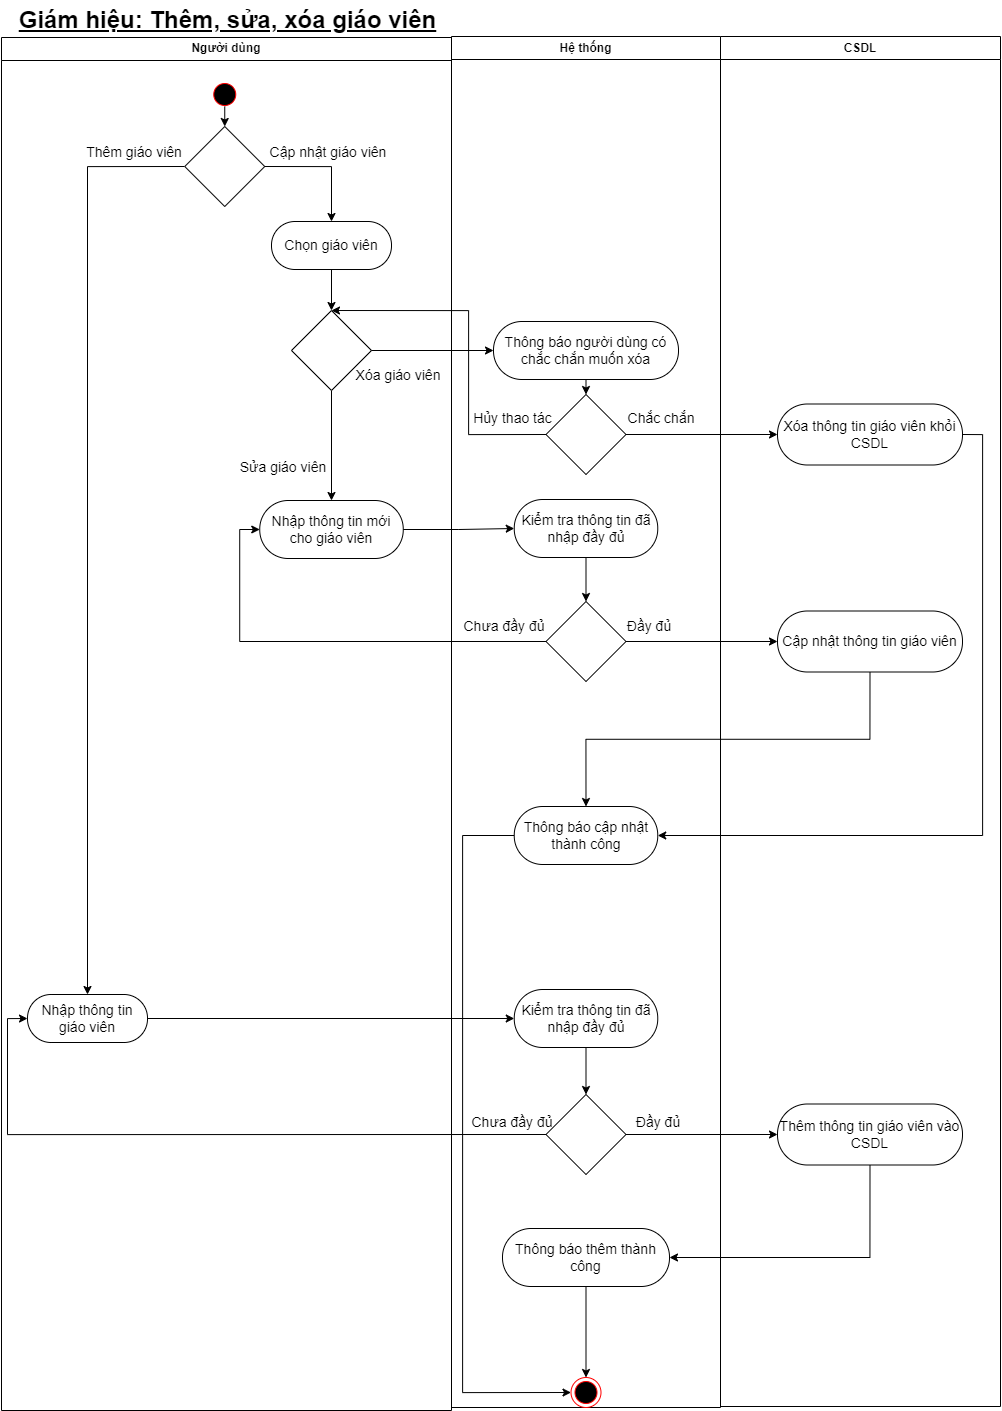 Giám hiệu: Thêm, sửa, xóa giáo viên
Người dùng
Hệ thống
CSDL
Thêm giáo viên
Cập nhật giáo viên
Chọn giáo viên
Thông báo người dùng có
chắc chắn muốn xóa
Xóa giáo viên
Hủy thao tác
Chắc chắn
Xóa thông tin giáo viên khỏi
CSDL
Sửa giáo viên
Nhập thông tin mới
cho giáo viên
Kiểm tra thông tin đã
nhập đầy đủ
Chưa đầy đủ
Đầy đủ
Cập nhật thông tin giáo viên
Thông báo cập nhật
thành công
Nhập thông tin
giáo viên
Kiểm tra thông tin đã
nhập đầy đủ
Chưa đầy đủ
Đầy đủ
Thêm thông tin giáo viên vào
CSDL
Thông báo thêm thành
công